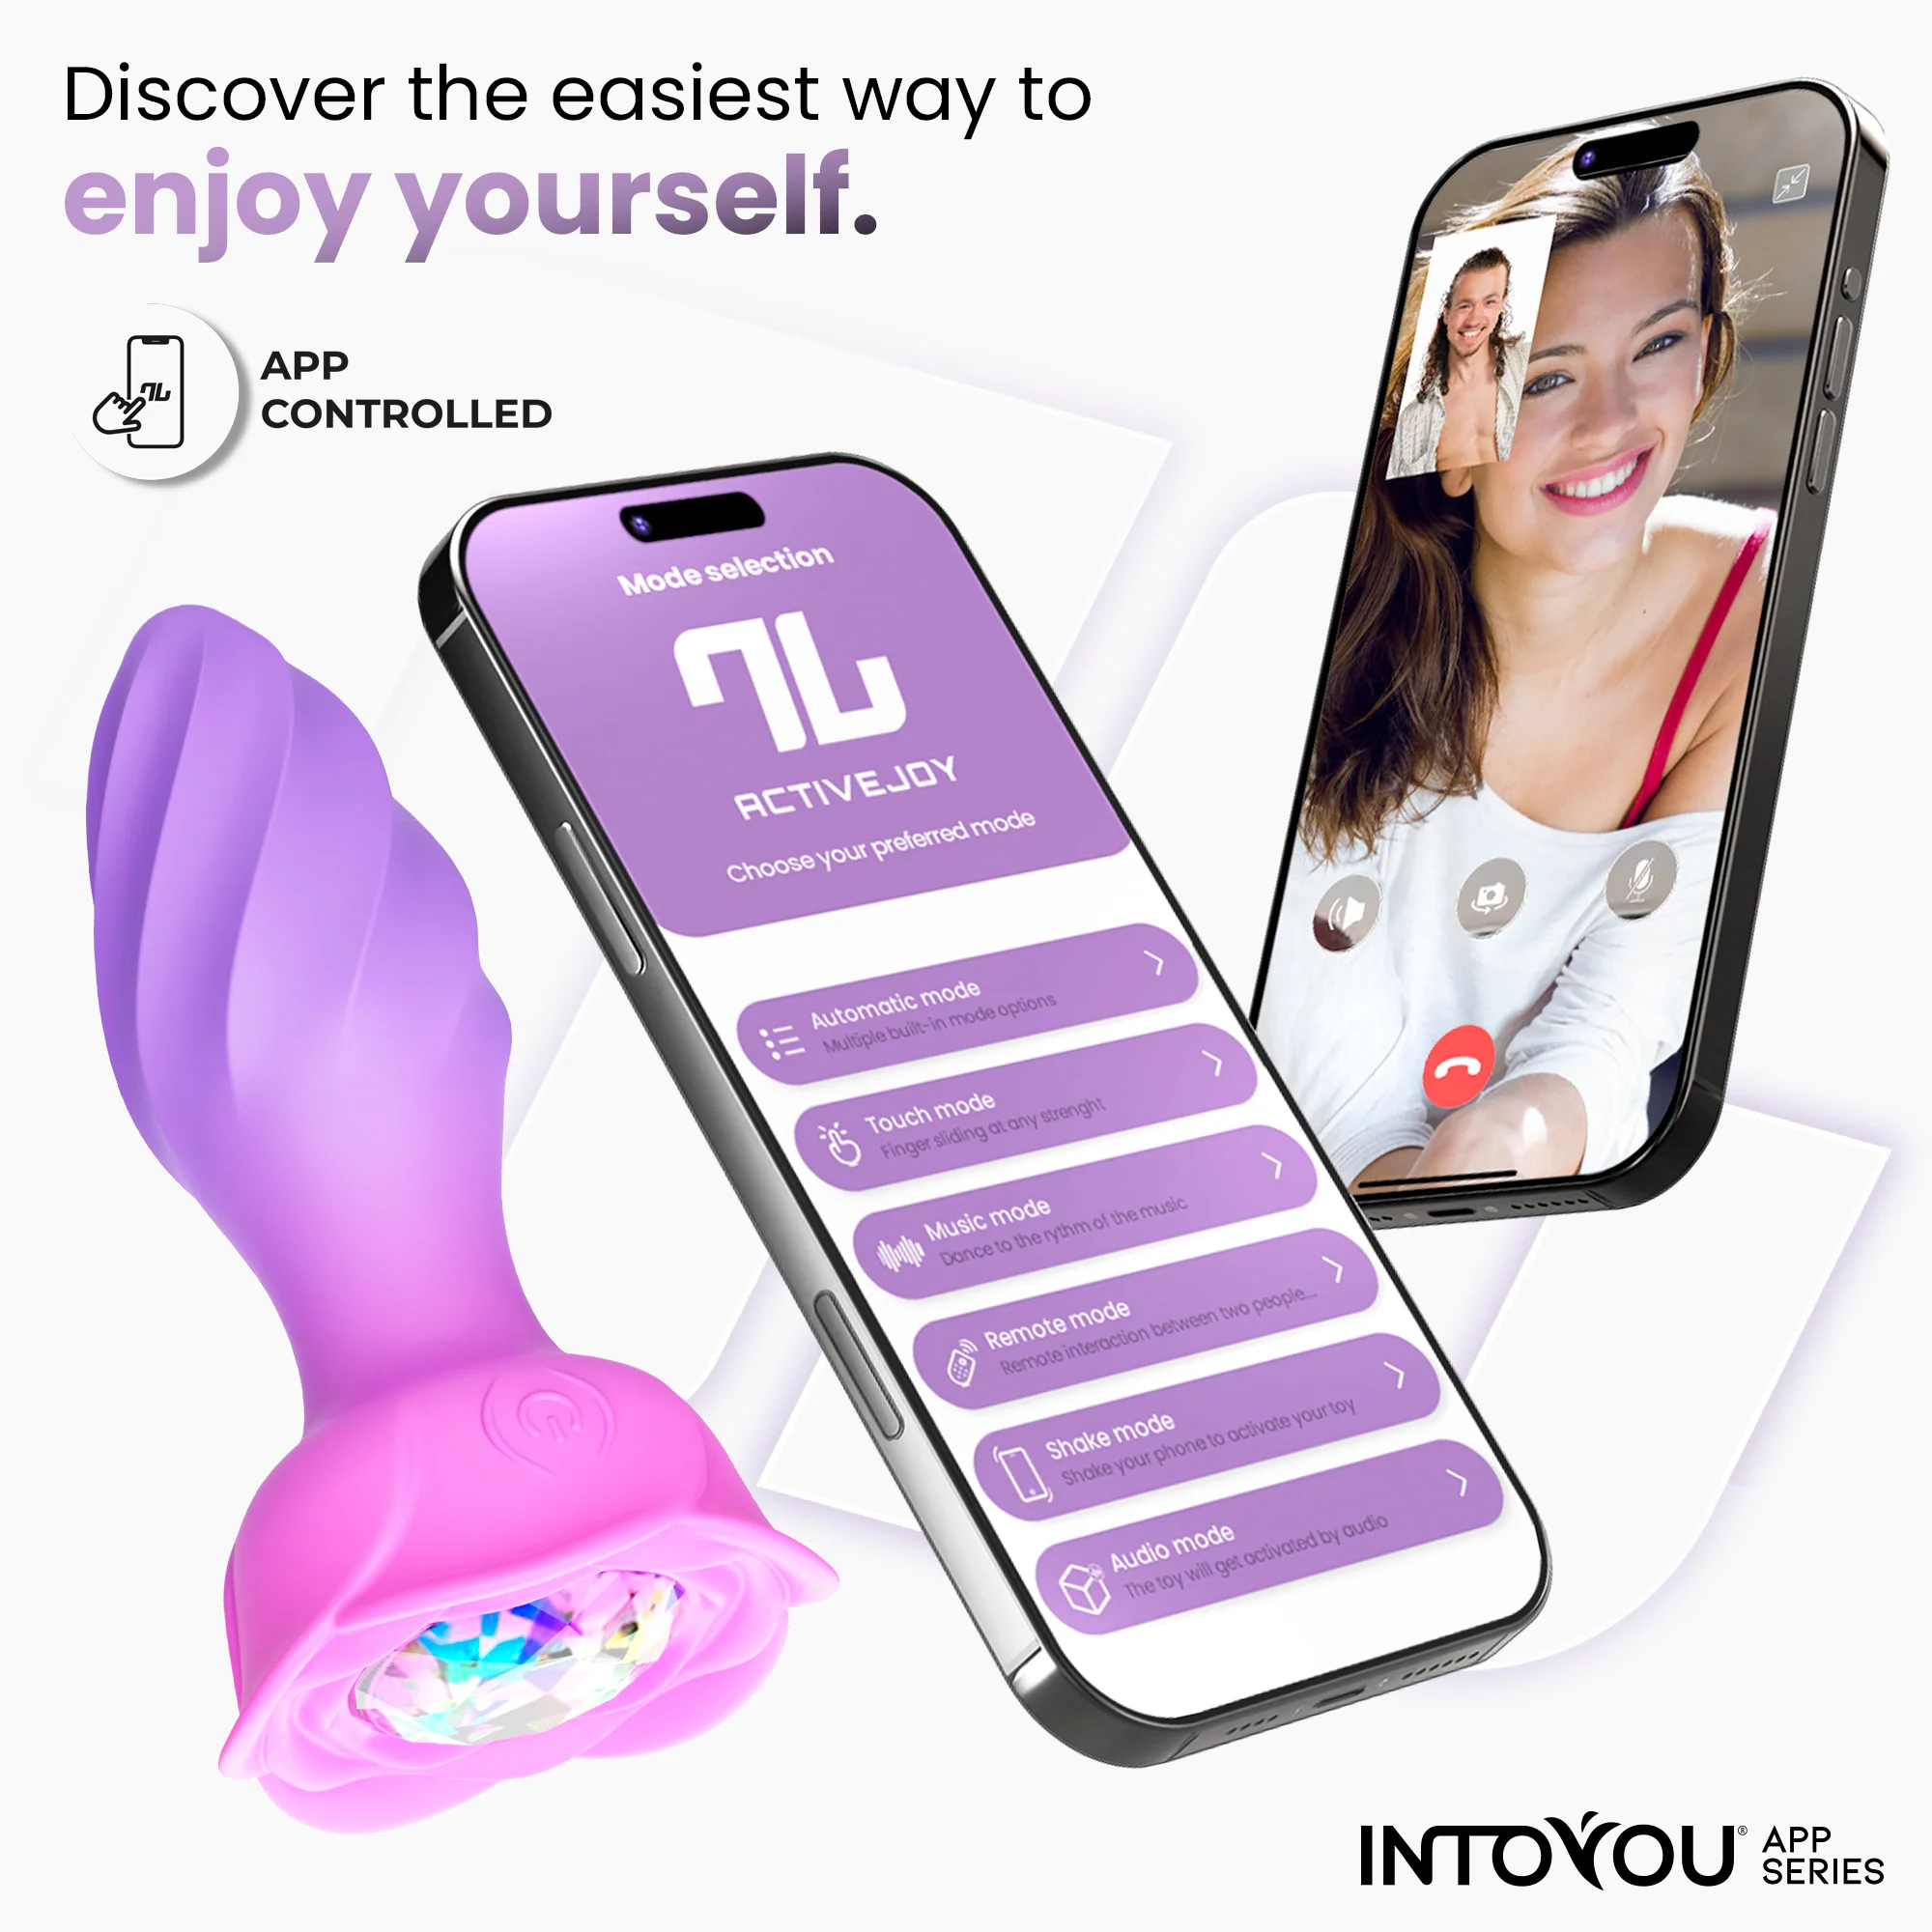 Discover the easiest way to
enjoy yourself.
APP
CONTROLLED
Mode selection
ACTIVEJOY
Choose your preferred mode
Automatic mode
Multiple built-in mode options
Touch mode
Finger sliding at any strenght
Music mode
Dance to the rythm of the music
Remote mode
Remote interaction between two people...
Shake mode
Shake your phone to activate your toy
Audio mode
The toy will get activated by audio
INTOYOU® APP
SERIES